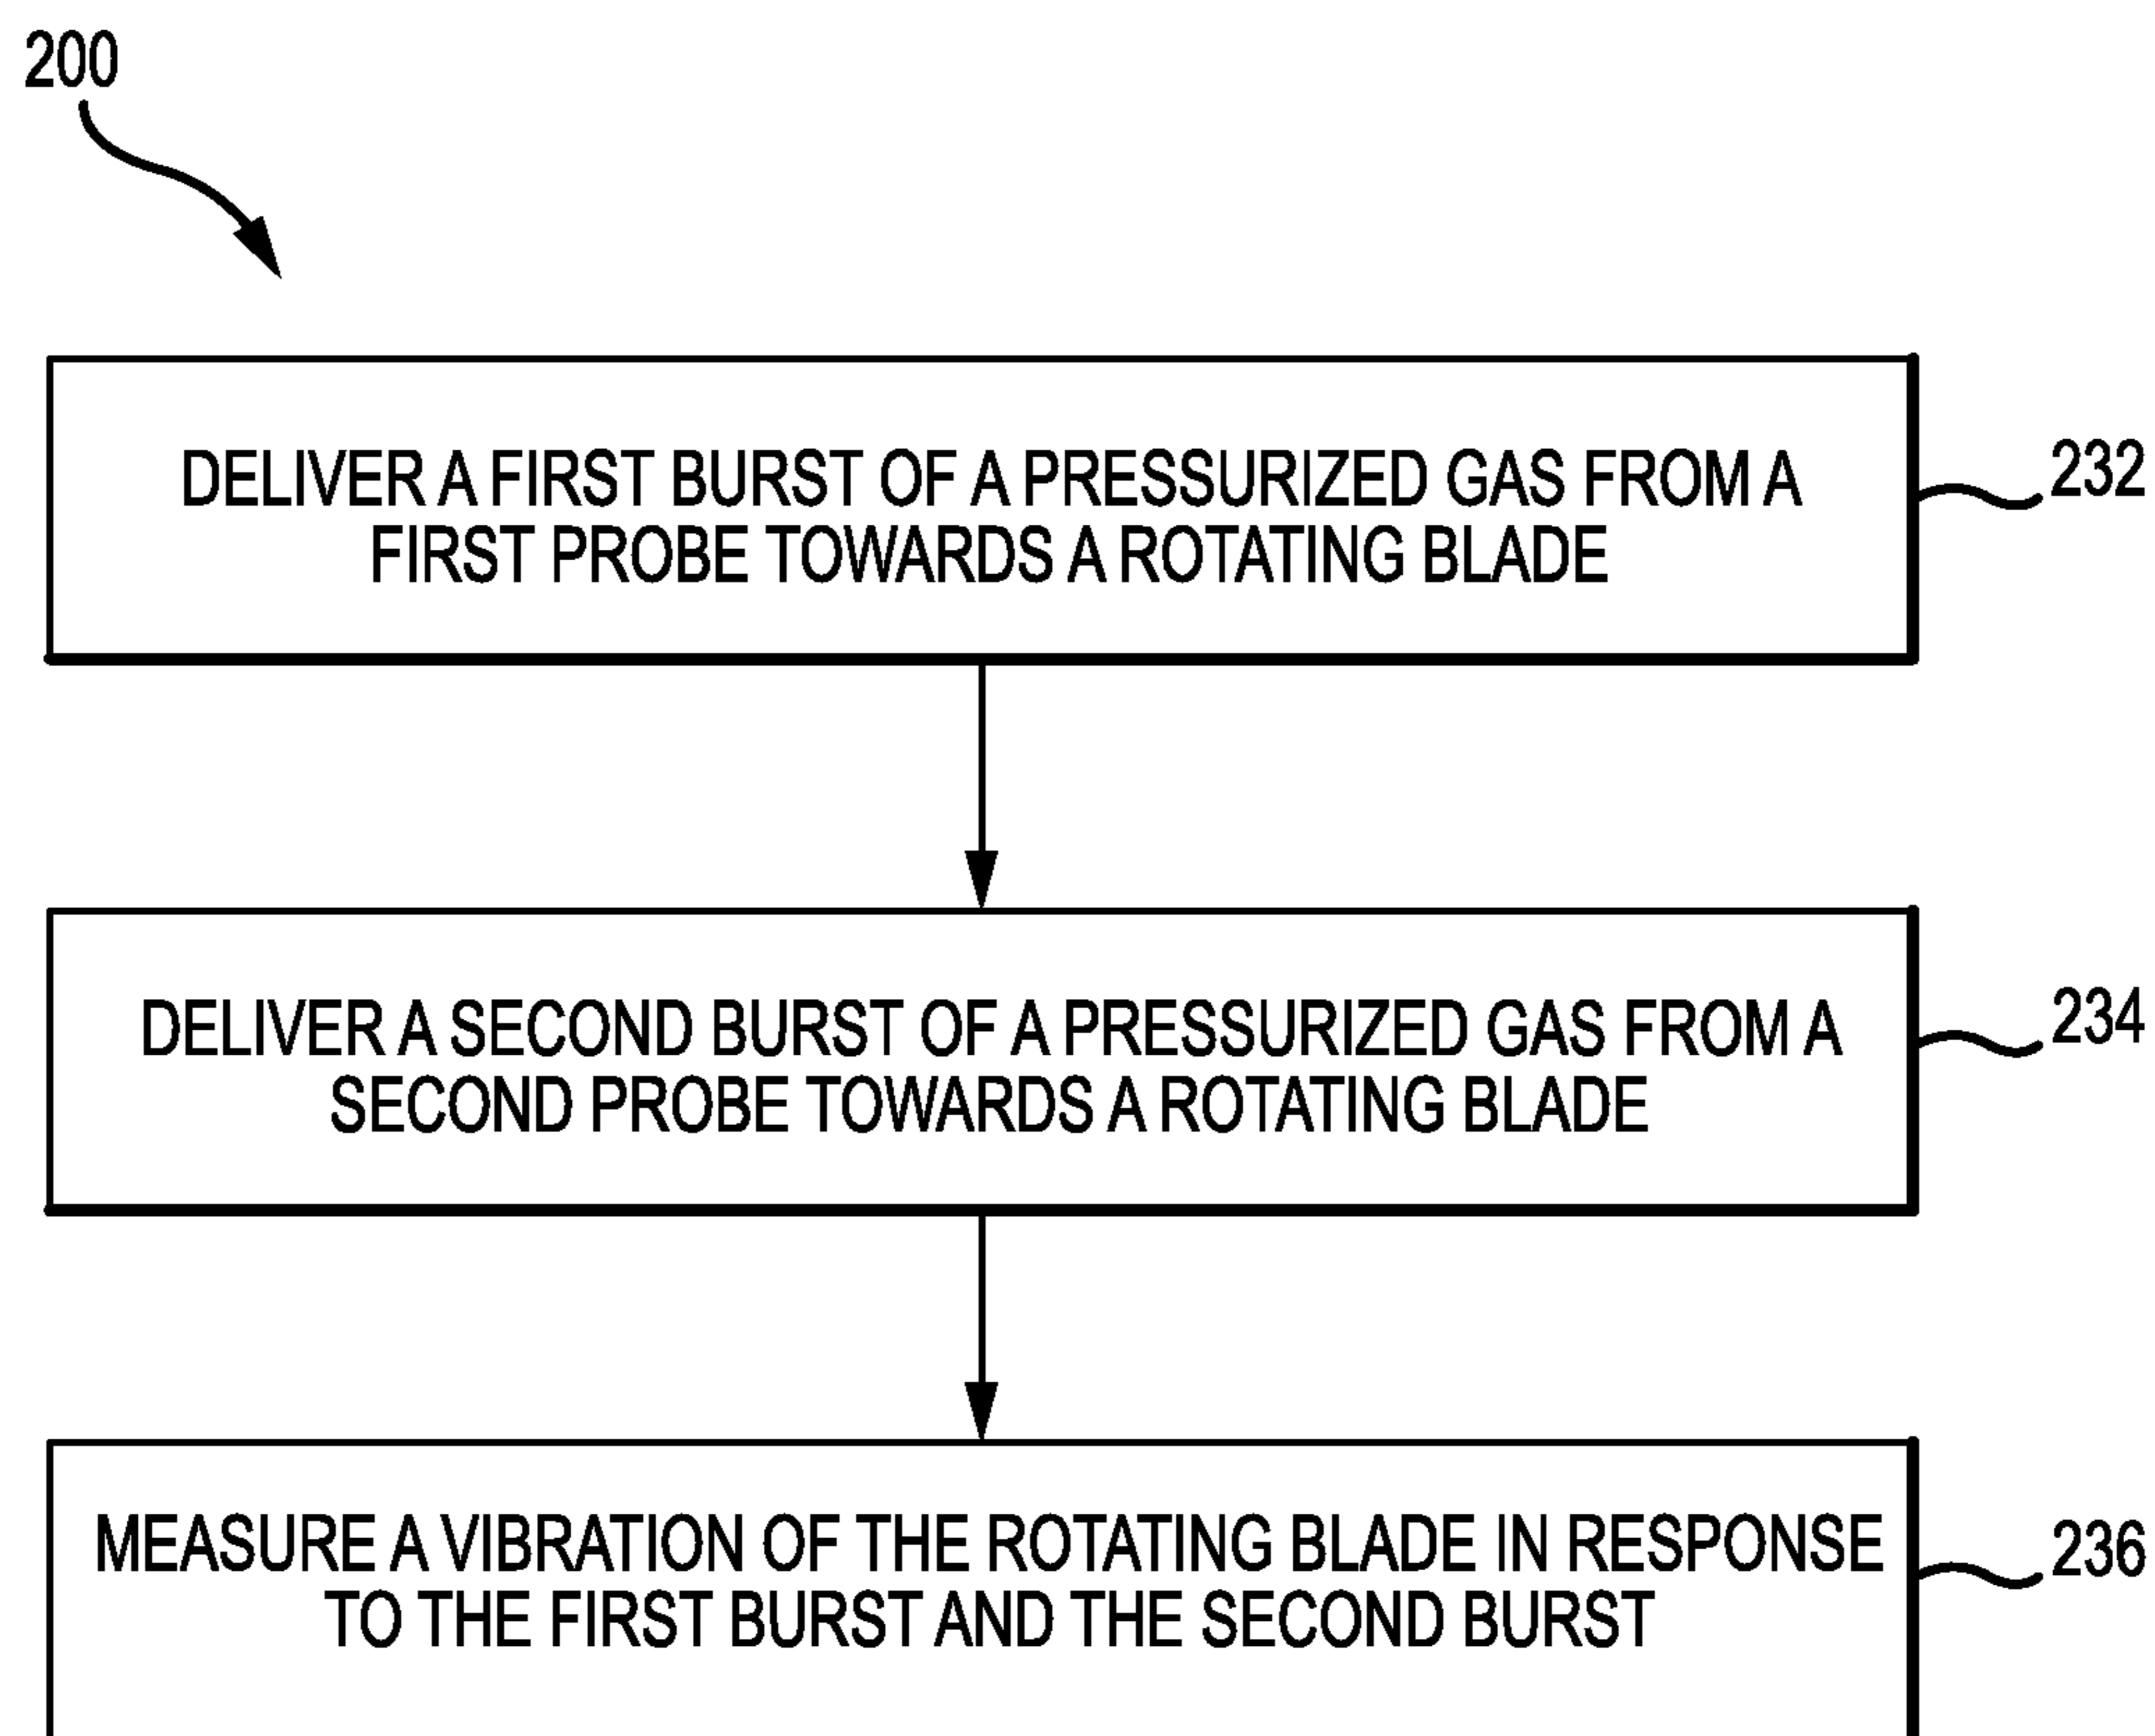 200
DELIVER A FIRST BURST OF A PRESSURIZED GAS FROM A
FIRST PROBE TOWARDS A ROTATING BLADE
232
DELIVER A SECOND BURST OF A PRESSURIZED GAS FROM A
SECOND PROBE TOWARDS A ROTATING BLADE
234
MEASURE A VIBRATION OF THE ROTATING BLADE IN RESPONSE
TO THE FIRST BURST AND THE SECOND BURST
236